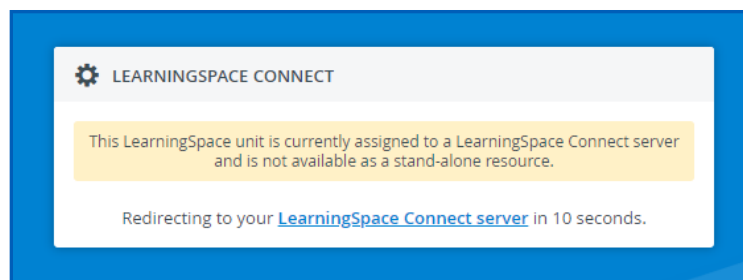 LEARNINGSPACE CONNECT
This LearningSpace unit is currently assigned to a LearningSpace Connect server
and is not available as a stand-alone resource.
Redirecting to your LearningSpace Connect server in 10 seconds.